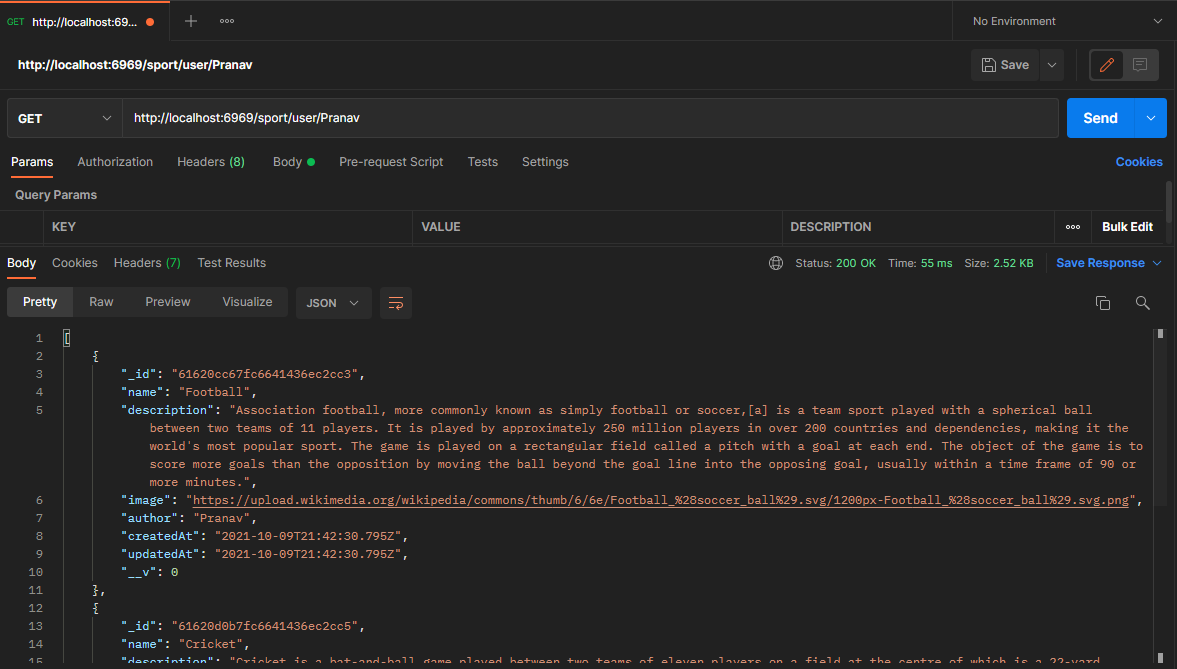 GET http://localhost:69...
No Environment
http://localhost:6969/sport/user/Pranav
Save
GET http://localhost:6969/sport/user/Pranav Send
Params Authorization Headers (8) Body Pre-request Script Tests Settings Cookies
Query Params
KEY VALUE DESCRIPTION Bulk Edit
Body Cookies Headers (7) Test Results Status: 200 OK Time: 55 ms Size: 2.52 KB Save Response
Pretty Raw Preview Visualize JSON
1 [
2 {
3 "_id": "61620cc67fc6641436ec2cc3",
4 "name": "Football",
5 "description": "Association football, more commonly known as simply football or soccer,[a] is a team sport played with a spherical ball
between two teams of 11 players. It is played by approximately 250 million players in over 200 countries and dependencies, making it the
world's most popular sport. The game is played on a rectangular field called a pitch with a goal at each end. The object of the game is to
score more goals than the opposition by moving the ball beyond the goal line into the opposing goal, usually within a time frame of 90 or
more minutes.",
6 "image": "https://upload.wikimedia.org/wikipedia/commons/thumb/6/6e/Football_%28soccer_ball%29.svg/1200px-Football_%28soccer_ball%29.svg.png",
7 "author": "Pranav",
8 "createdAt": "2021-10-09T21:42:30.795Z",
9 "updatedAt": "2021-10-09T21:42:30.795Z",
10 "__v": 0
11 },
12 {
13 "_id": "61620d0b7fc6641436ec2cc5",
14 "name": "Cricket",
15 "description": "Cricket is a bat-and-ball game played between two teams of eleven players on a field at the centre of which is a 22-yard